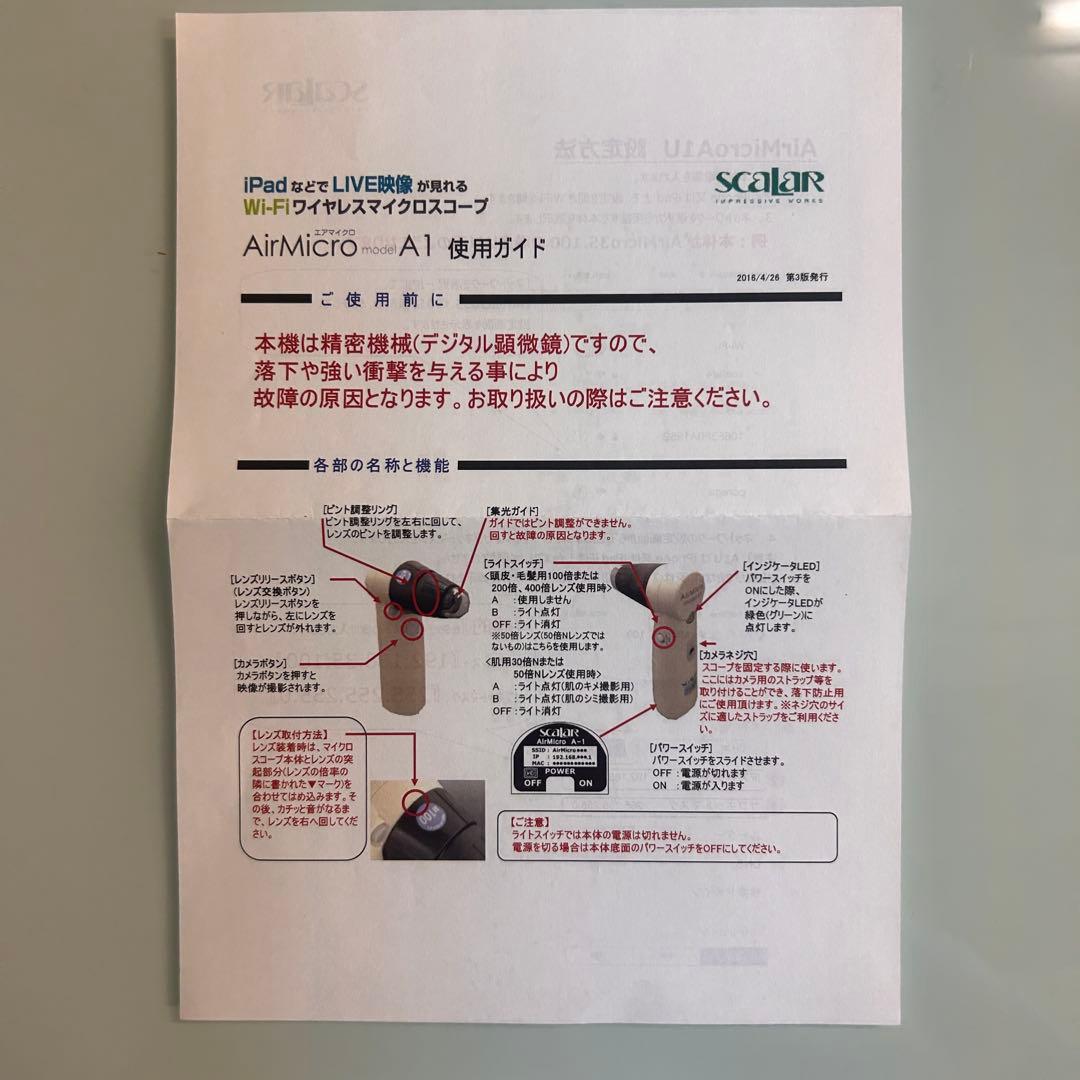 iPadなどでLIVE映像が見れる
Wi-Fiワイヤレスマイクロスコープ
scalar
IMPRESSIVE WORKS
エアマイクロ
AirMicro model A1 使用ガイド
2016/4/26 第3版発行
ご使用前に
本機は精密機械(デジタル顕微鏡)ですので、
落下や強い衝撃を与える事により
故障の原因となります。お取り扱いの際はご注意ください。
各部の名称と機能
[ピント調整リング]
ピント調整リングを左右に回して、
レンズのピントを調整します。
[集光ガイド]
ガイドではピント調整ができません。
回すと故障の原因となります。
[レンズリリースボタン]
(レンズ交換ボタン)
レンズリリースボタンを
押しながら、左にレンズを
回すとレンズが外れます。
[カメラボタン]
カメラボタンを押すと
映像が撮影されます。
[ライトスイッチ]
<頭皮・毛髪用100倍または
200倍、400倍レンズ使用時>
A :使用しません
B :ライト点灯
OFF :ライト消灯
※50倍レンズ(50倍Nレンズでは
ないもの)はこちらを使用します。
<肌用30倍Nまたは
50倍Nレンズ使用時>
A :ライト点灯(肌のキメ撮影用)
B :ライト点灯(肌のシミ撮影用)
OFF :ライト消灯
[インジケータLED]
パワースイッチを
ONにした際、
インジケータLEDが
緑色(グリーン)に
点灯します。
[カメラネジ穴]
スコープを固定する際に使います。
ここにはカメラ用のストラップ等を
取り付けることができ、落下防止用
にご使用頂けます。※ネジ穴のサイ
ズに適したストラップをご利用くださ
い。
【レンズ取付方法】
レンズ装着時は、マイクロ
スコープ本体とレンズの突
起部分(レンズの倍率の
隣に書かれた▼マーク)を
合わせてはめ込みます。そ
の後、カチッと音がなるま
で、レンズを右へ回してくだ
さい。
100
scalar
AirMicro A-1
SSID : AirMicro●●●
IP : 192.168.●●●.1
MAC : ●●●●●●●●●●●●
POWER
OFF ON
[パワースイッチ]
パワースイッチをスライドさせます。
OFF :電源が切れます
ON :電源が入ります
【ご注意】
ライトスイッチでは本体の電源は切れません。
電源を切る場合は本体底面のパワースイッチをOFFにしてください。